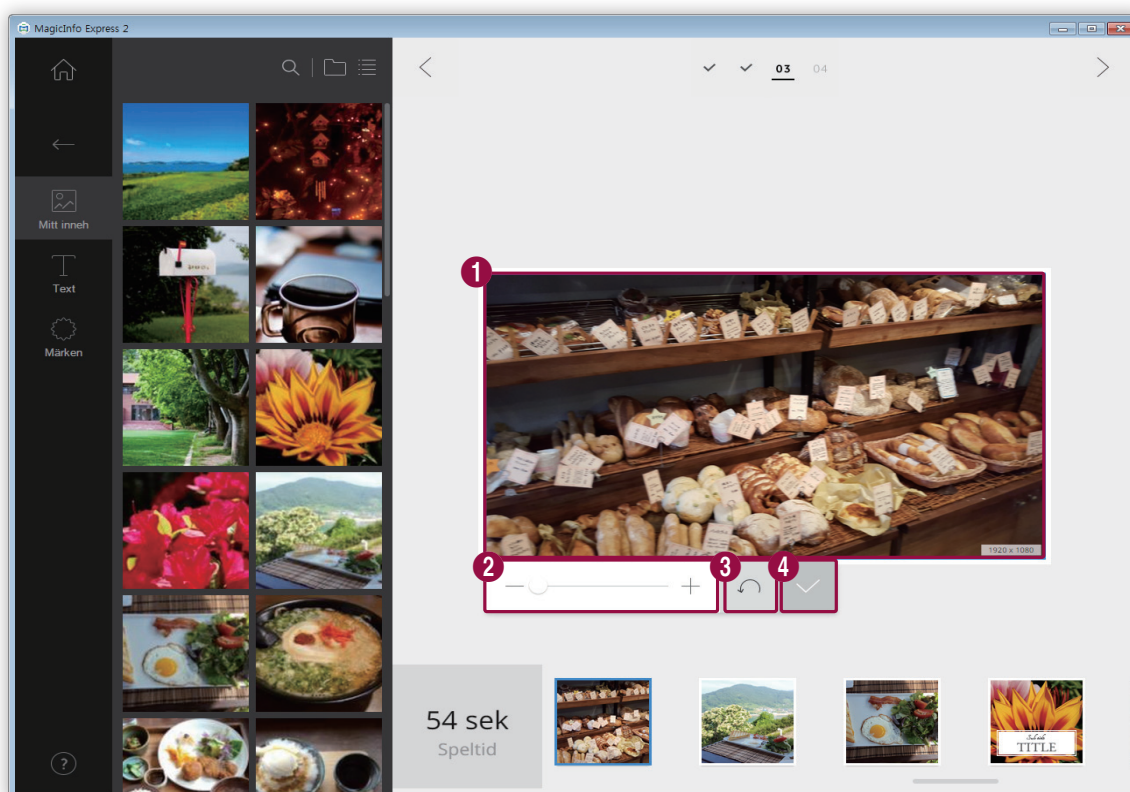 MagicInfo Express 2
03 04
Mitt inneh
Text
Märken
1
1920 x 1080
2
3
4
54 sek
Speltid
TITLE
?